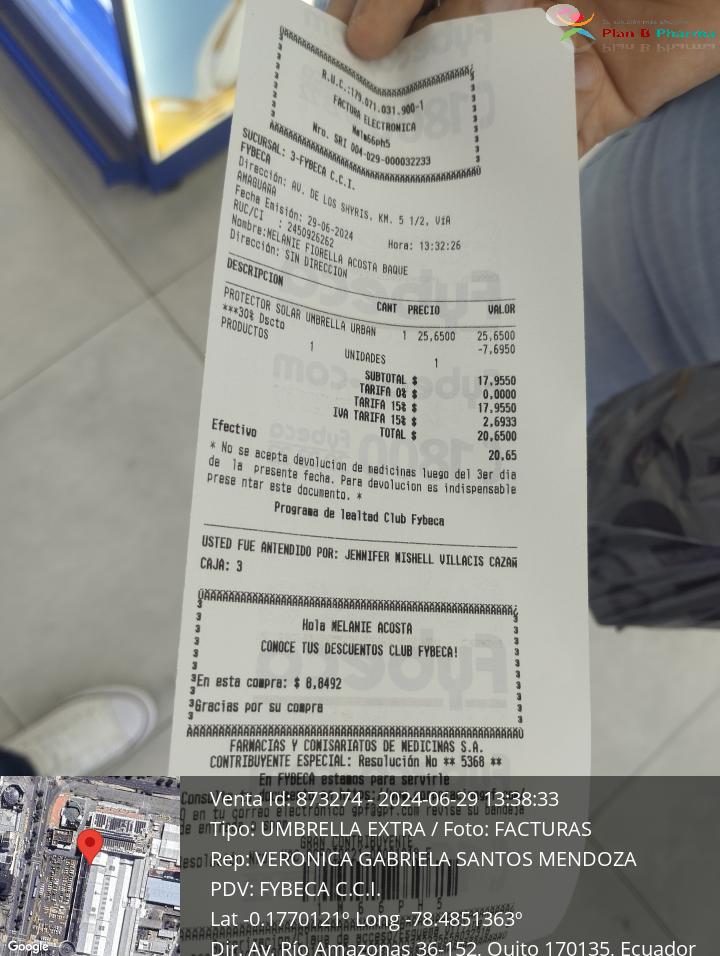 Plan B Pharma
R.U.C.:179.071.031.900-1
FACTURA ELECTRONICA
Nro. SRI 004-029-000032233
SUCURSAL: 3-FYBECA C.C.I.
FYBECA
Dirección: AV. DE LOS SHYRIS, KM. 5 1/2, VíA
AMAGUAÑA
Fecha Emisión: 29-06-2024 Hora: 13:32:26
RUC/CI : 2450926262
Nombre:MELANIE FIORELLA ACOSTA BAQUE
Dirección: SIN DIRECCION
DESCRIPCION CANT PRECIO VALOR
PROTECTOR SOLAR UMBRELLA URBAN 1 25,6500 25,6500
***30% Dscto -7,6950
PRODUCTOS 1 UNIDADES 1
SUBTOTAL $ 17,9550
TARIFA 0% $ 0,0000
TARIFA 15% $ 17,9550
IVA TARIFA 15% $ 2,6933
TOTAL $ 20,6500
Efectivo 20,65
* No se acepta devolucion de medicinas luego del 3er dia
de la presente fecha. Para devolucion es indispensable
prese ntar este documento. *
Programa de lealtad Club Fybeca
USTED FUE ANTENDIDO POR: JENNIFER MISHELL VILLACIS CAZAÑ
CAJA: 3
Hola MELANIE ACOSTA
CONOCE TUS DESCUENTOS CLUB FYBECA!
En esta compra: $ 8,8492
Gracias por su compra
FARMACIAS Y COMISARIATOS DE MEDICINAS S.A.
CONTRIBUYENTE ESPECIAL: Resolución No ** 5368 **
En FYBECA estamos para servirle
Venta Id: 873274 - 2024-06-29 13:38:33
Tipo: UMBRELLA EXTRA / Foto: FACTURAS
Rep: VERONICA GABRIELA SANTOS MENDOZA
PDV: FYBECA C.C.I.
Lat -0.1770121º Long -78.4851363º
Dir. Av. Río Amazonas 36-152, Quito 170135, Ecuador
Google